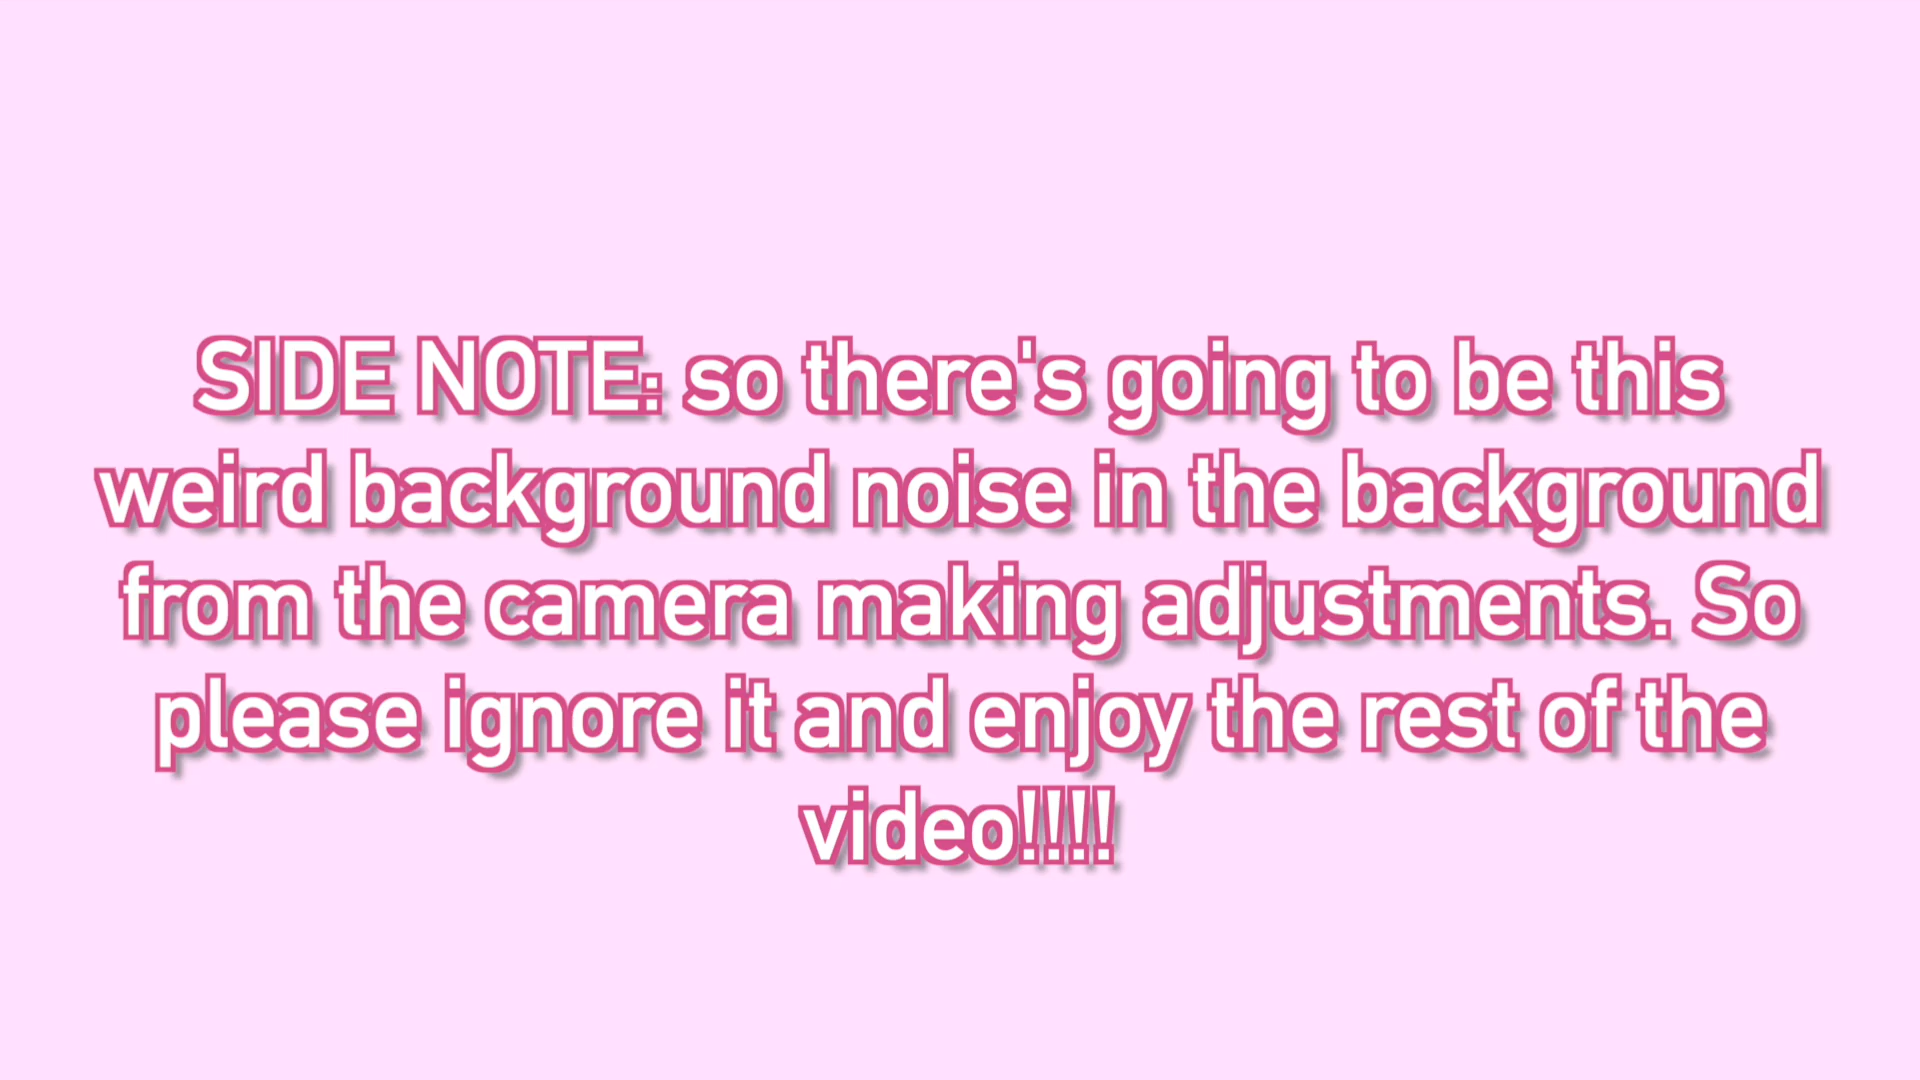 SIDE NOTE: so there's going to be this
weird background noise in the background
from the camera making adjustments. So
please ignore it and enjoy the rest of the
video!!!!